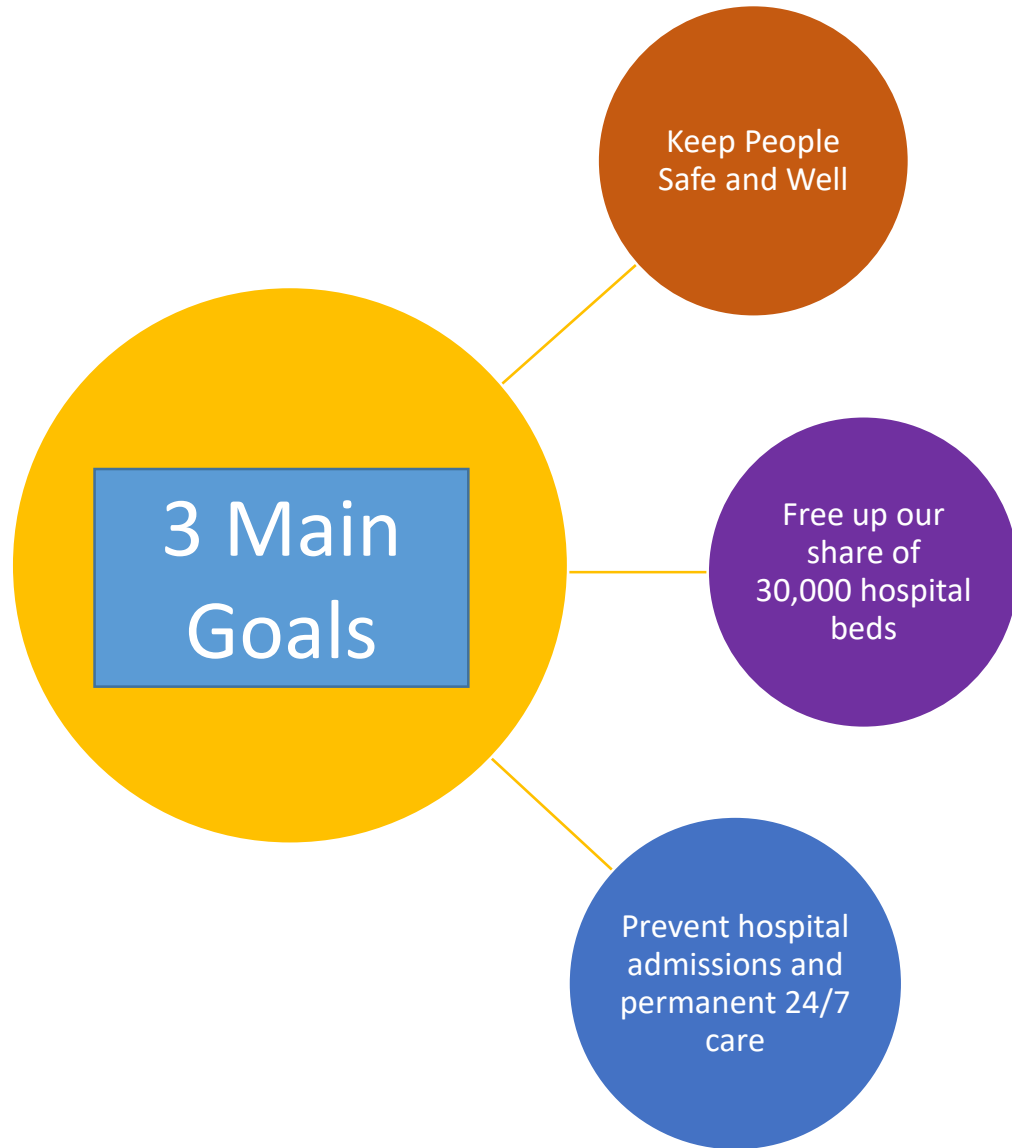 Keep People
Safe and Well
3 Main
Goals
Free up our
share of
30,000 hospital
beds
Prevent hospital
admissions and
permanent 24/7
care